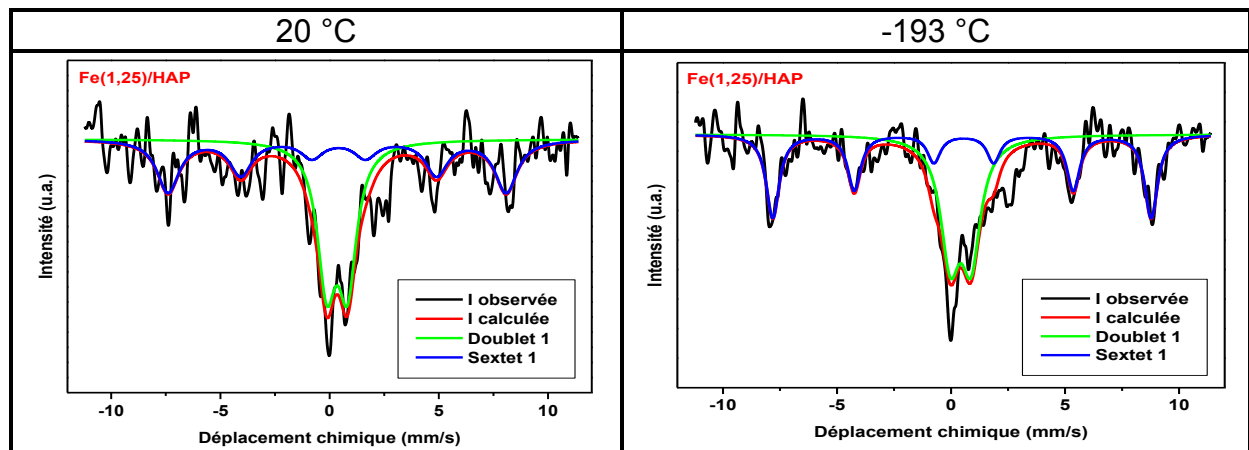 20 °C
-193 °C
Fe(1,25)/HAP
Intensité (u.a.)
I observée
I calculée
Doublet 1
Sextet 1
-10 -5 0 5 10
Déplacement chimique (mm/s)
Fe(1,25)/HAP
Intensité (u.a.)
I observée
I calculée
Doublet 1
Sextet 1
-10 -5 0 5 10
Déplacement chimique (mm/s)